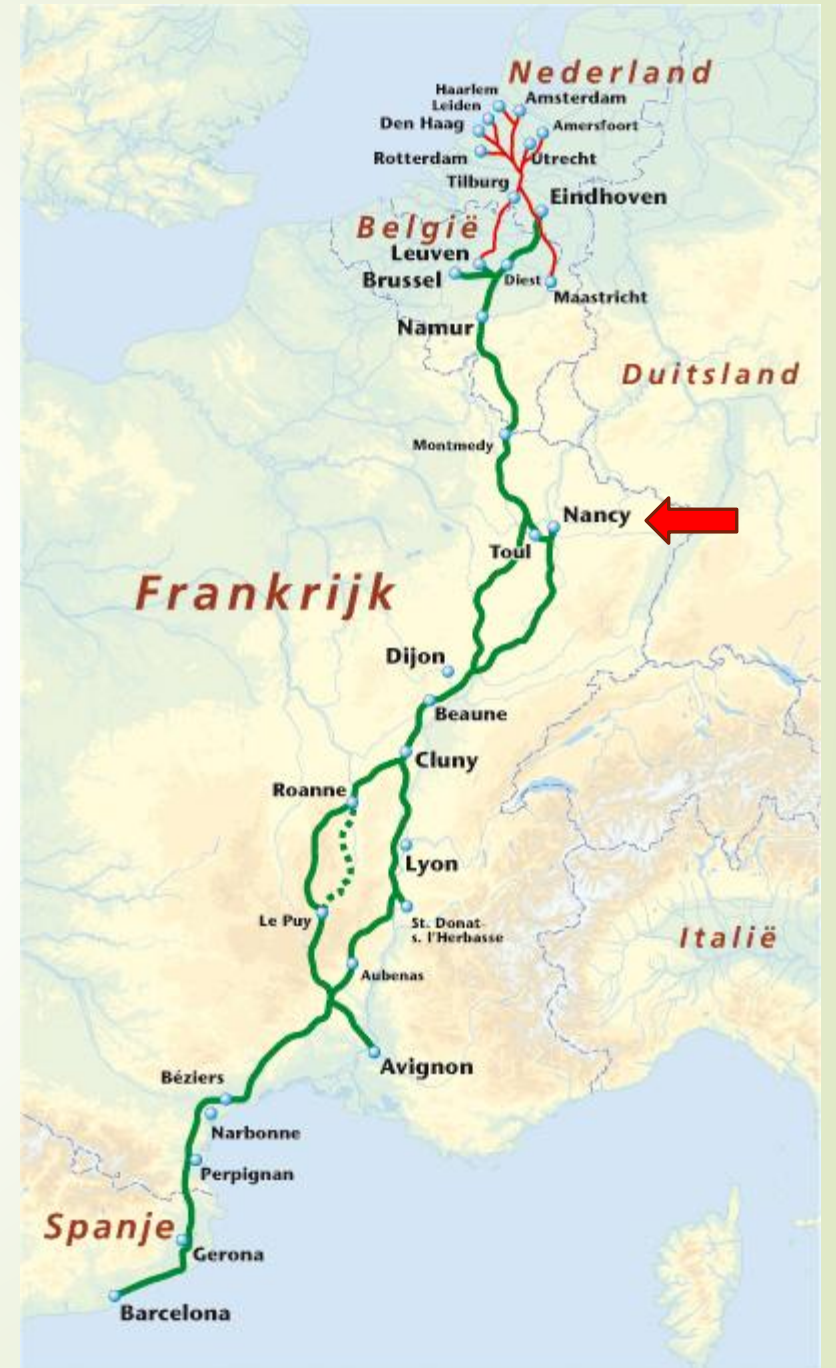 Nederland
Haarlem
Leiden
Amsterdam
Den Haag
Amersfoort
Rotterdam
Utrecht
Tilburg
Eindhoven
België
Leuven
Brussel
Diest
Maastricht
Namur
Duitsland
Montmedy
Nancy
Toul
Frankrijk
Dijon
Beaune
Cluny
Roanne
Lyon
Le Puy
St. Donat-
s. l'Herbasse
Italië
Aubenas
Avignon
Béziers
Narbonne
Perpignan
Spanje
Gerona
Barcelona